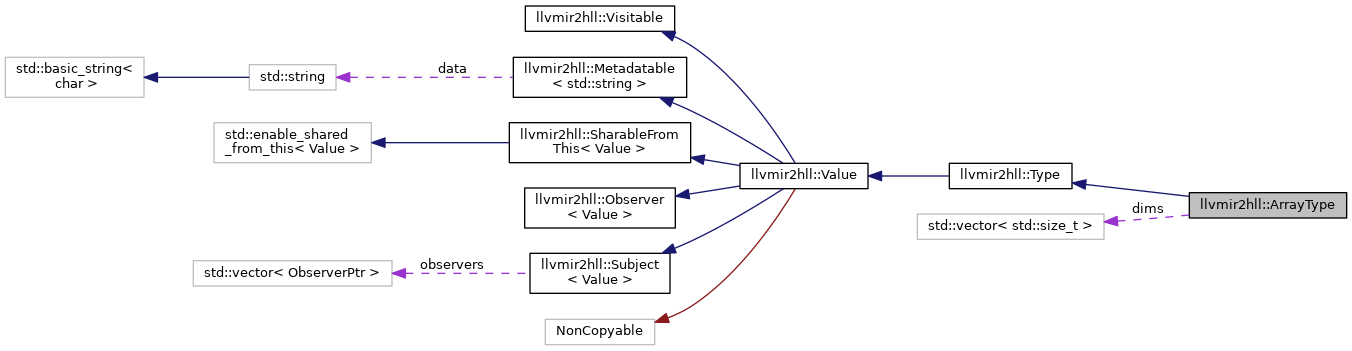 llvmir2hll::Visitable
std::basic_string<
char >
std::string
data
llvmir2hll::Metadatable
< std::string >
std::enable_shared
_from_this< Value >
llvmir2hll::SharableFrom
This< Value >
llvmir2hll::Observer
< Value >
std::vector< ObserverPtr >
observers
llvmir2hll::Subject
< Value >
NonCopyable
llvmir2hll::Value
llvmir2hll::Type
std::vector< std::size_t >
dims
llvmir2hll::ArrayType